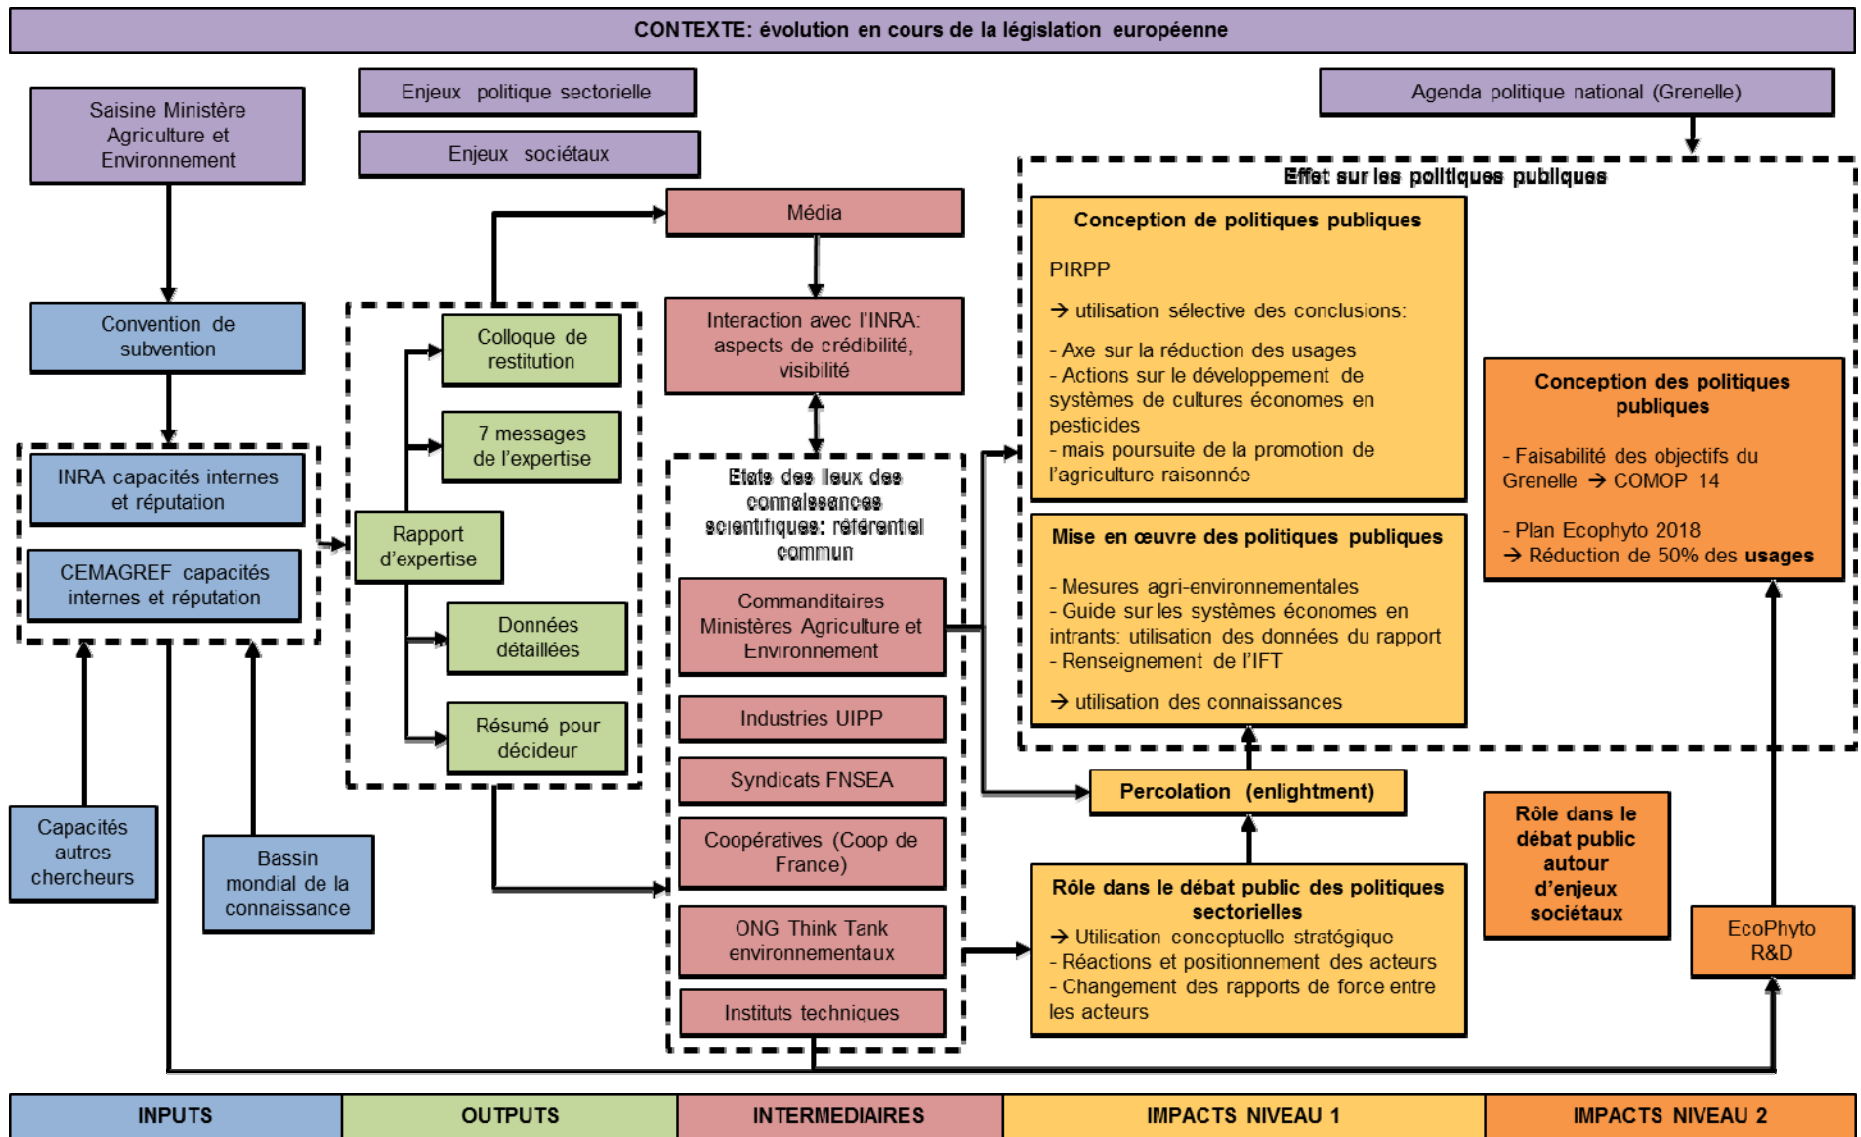 CONTEXTE: évolution en cours de la législation européenne
Saisine Ministère
Agriculture et
Environnement
Enjeux politique sectorielle
Enjeux sociétaux
Agenda politique national (Grenelle)
Convention de
subvention
INRA capacités internes
et réputation
CEMAGREF capacités
internes et réputation
Capacités
autres
chercheurs
Bassin
mondial de la
connaissance
Colloque de
restitution
7 messages
de l'expertise
Rapport
d'expertise
Données
détaillées
Résumé pour
décideur
Média
Interaction avec l'INRA:
aspects de crédibilité,
visibilité
Etats des lieux des
connaissances
scientifiques: référentiel
commun
Commanditaires
Ministères Agriculture et
Environnement
Industries UIPP
Syndicats FNSEA
Coopératives (Coop de
France)
ONG Think Tank
environnementaux
Instituts techniques
Effet sur les politiques publiques
Conception de politiques publiques
PIRPP
→ utilisation sélective des conclusions:
- Axe sur la réduction des usages
- Actions sur le développement de
systèmes de cultures économes en
pesticides
- mais poursuite de la promotion de
l'agriculture raisonnée
Mise en œuvre des politiques publiques
- Mesures agri-environnementales
- Guide sur les systèmes économes en
intrants: utilisation des données du rapport
- Renseignement de l'IFT
→ utilisation des connaissances
Percolation (enlightment)
Rôle dans le débat public des politiques
sectorielles
→ Utilisation conceptuelle stratégique
- Réactions et positionnement des acteurs
- Changement des rapports de force entre
les acteurs
Conception des politiques
publiques
- Faisabilité des objectifs du
Grenelle → COMOP 14
- Plan Ecophyto 2018
→ Réduction de 50% des usages
Rôle dans le
débat public
autour
d'enjeux
sociétaux
EcoPhyto
R&D
INPUTS
OUTPUTS
INTERMEDIAIRES
IMPACTS NIVEAU 1
IMPACTS NIVEAU 2